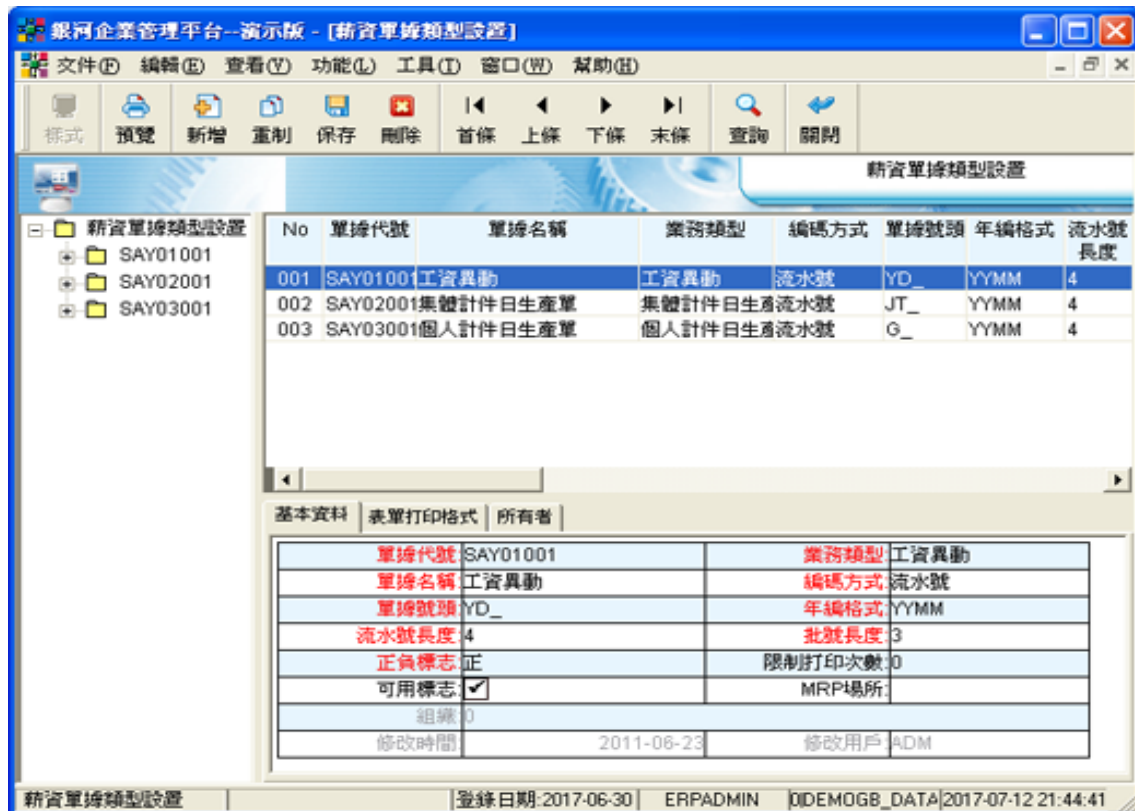 銀河企業管理平台--演示版 - [薪資單據類型設置]
文件(F) 編輯(E) 查看(V) 功能(L) 工具(T) 窗口(W) 幫助(H)
樣式 預覽 新增 重制 保存 刪除 首條 上條 下條 末條 查詢 關閉
薪資單據類型設置
薪資單據類型設置
SAY01001
SAY02001
SAY03001
No 單據代號 單據名稱 業務類型 編碼方式 單據號頭 年編格式 流水號長度
001 SAY01001 工資異動 工資異動 流水號 YD_ YYMM 4
002 SAY02001 集體計件日生產單 集體計件日生產 流水號 JT_ YYMM 4
003 SAY03001 個人計件日生產單 個人計件日生產 流水號 G_ YYMM 4
基本資料 表單打印格式 所有者
單據代號:SAY01001 業務類型:工資異動
單據名稱:工資異動 編碼方式:流水號
單據號頭:YD_ 年編格式:YYMM
流水號長度:4 批號長度:3
正負標志:正 限制打印次數:0
可用標志: MRP場所:
組織:0
修改時間: 2011-06-23 修改用戶:ADM
薪資單據類型設置 登錄日期:2017-06-30 ERPADMIN 0|DEMOGB_DATA 2017-07-12 21:44:41